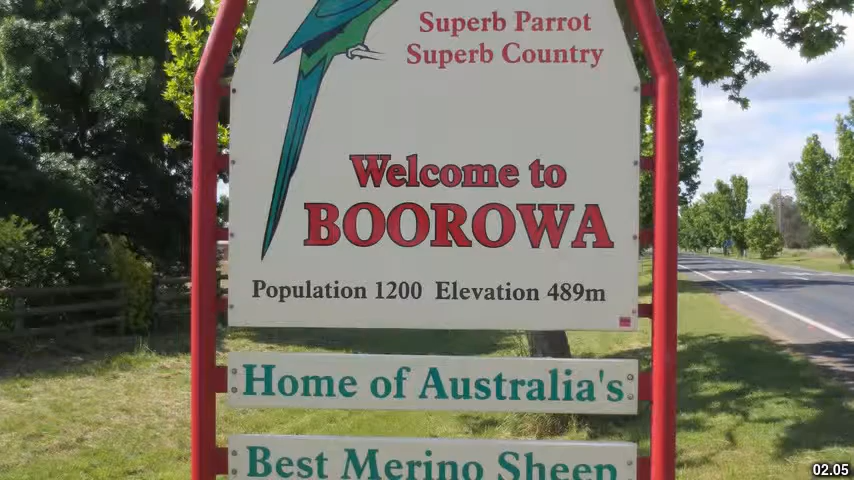 Superb Parrot
Superb Country
Welcome to
BOOROWA
Population 1200 Elevation 489m
Home of Australia's
Best Merino Sheep
02.05